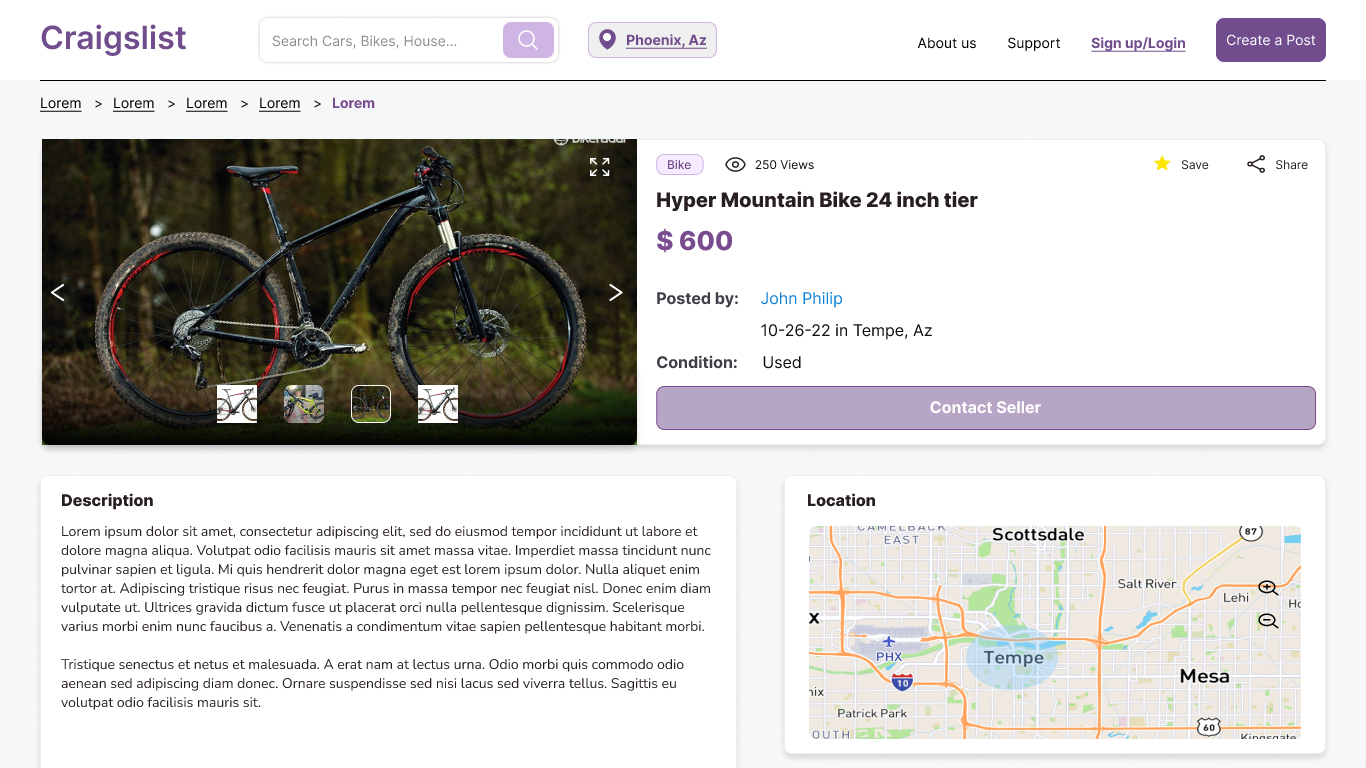 Craigslist
Search Cars, Bikes, House...
Phoenix, Az
About us
Support
Sign up/Login
Create a Post
Lorem > Lorem > Lorem > Lorem > Lorem
Bike
250 Views
Save
Share
Hyper Mountain Bike 24 inch tier
$ 600
Posted by: John Philip
10-26-22 in Tempe, Az
Condition: Used
Contact Seller
Description
Lorem ipsum dolor sit amet, consectetur adipiscing elit, sed do eiusmod tempor incididunt ut labore et
dolore magna aliqua. Volutpat odio facilisis mauris sit amet massa vitae. Imperdiet massa tincidunt nunc
pulvinar sapien et ligula. Mi quis hendrerit dolor magna eget est lorem ipsum dolor. Nulla aliquet enim
tortor at. Adipiscing tristique risus nec feugiat. Purus in massa tempor nec feugiat nisl. Donec enim diam
vulputate ut. Ultrices gravida dictum fusce ut placerat orci nulla pellentesque dignissim. Scelerisque
varius morbi enim nunc faucibus a. Venenatis a condimentum vitae sapien pellentesque habitant morbi.
Tristique senectus et netus et malesuada. A erat nam at lectus urna. Odio morbi quis commodo odio
aenean sed adipiscing diam donec. Ornare suspendisse sed nisi lacus sed viverra tellus. Sagittis eu
volutpat odio facilisis mauris sit.
Location
CAMELBACK
EAST
Scottsdale
87
Salt River
Lehi
Ho
x
PHX
Tempe
10
Mesa
nix
Patrick Park
OUTH
60
Kingsgate